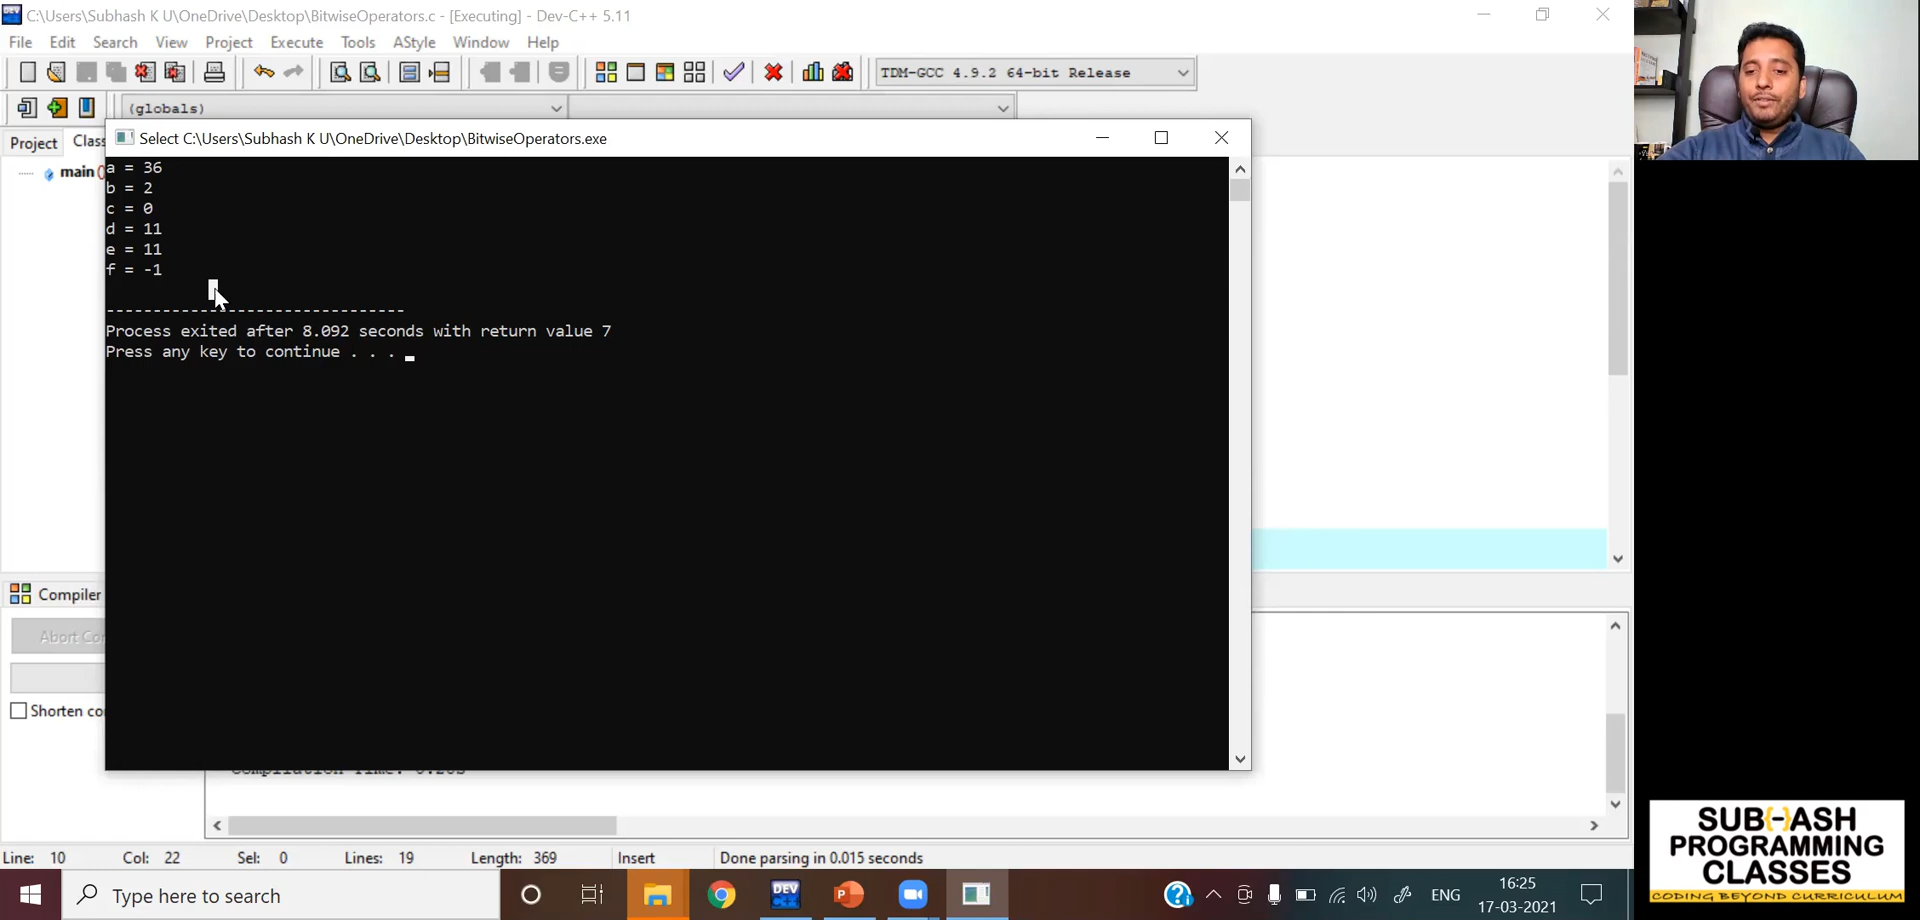 C:\Users\Subhash K U\OneDrive\Desktop\BitwiseOperators.c - [Executing] - Dev-C++ 5.11
File Edit Search View Project Execute Tools AStyle Window Help
TDM-GCC 4.9.2 64-bit Release
(globals)
Select C:\Users\Subhash K U\OneDrive\Desktop\BitwiseOperators.exe
Project Class
main (
a = 36
b = 2
c = 0
d = 11
e = 11
f = -1
--------------------------------
Process exited after 8.092 seconds with return value 7
Press any key to continue . . .
Compiler
Abort Co
Shorten co
Line: 10 Col: 22 Sel: 0 Lines: 19 Length: 369 Insert Done parsing in 0.015 seconds
Type here to search
DEV
ENG
16:25
17-03-2021
SUBHASH
PROGRAMMING
CLASSES
CODING BEYOND CURRICULUM